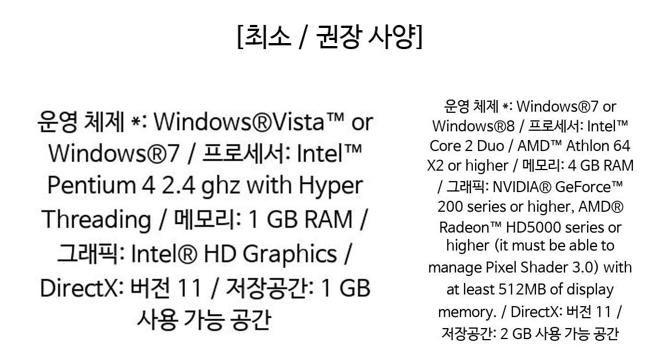 [최소 / 권장 사양]
운영 체제 *: Windows®Vista™ or
Windows®7 / 프로세서: Intel™
Pentium 4 2.4 ghz with Hyper
Threading / 메모리: 1 GB RAM /
그래픽: Intel® HD Graphics /
DirectX: 버전 11 / 저장공간: 1 GB
사용 가능 공간
운영 체제 *: Windows®7 or
Windows®8 / 프로세서: Intel™
Core 2 Duo / AMD™ Athlon 64
X2 or higher / 메모리: 4 GB RAM
/ 그래픽: NVIDIA® GeForce™
200 series or higher, AMD®
Radeon™ HD5000 series or
higher (it must be able to
manage Pixel Shader 3.0) with
at least 512MB of display
memory. / DirectX: 버전 11 /
저장공간: 2 GB 사용 가능 공간